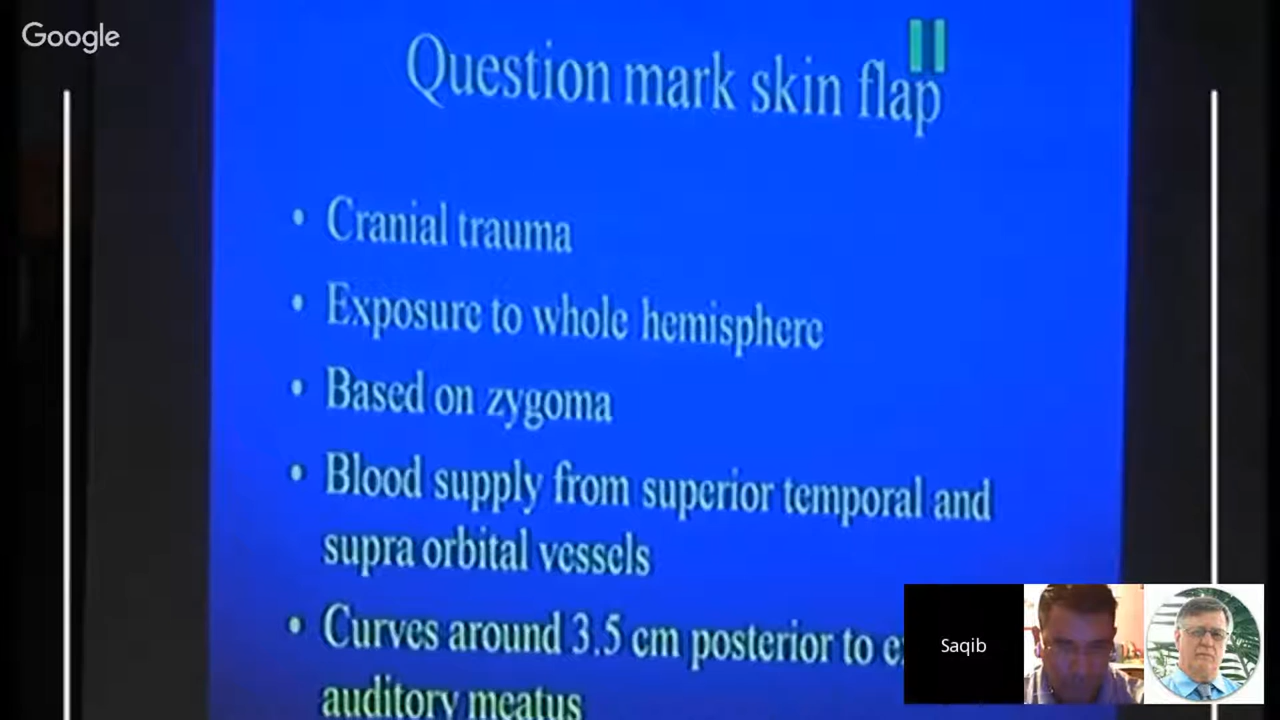 Google
Question mark skin flap
• Cranial trauma
• Exposure to whole hemisphere
• Based on zygoma
• Blood supply from superior temporal and
supra orbital vessels
• Curves around 3.5 cm posterior to
auditory meatus
Saqib